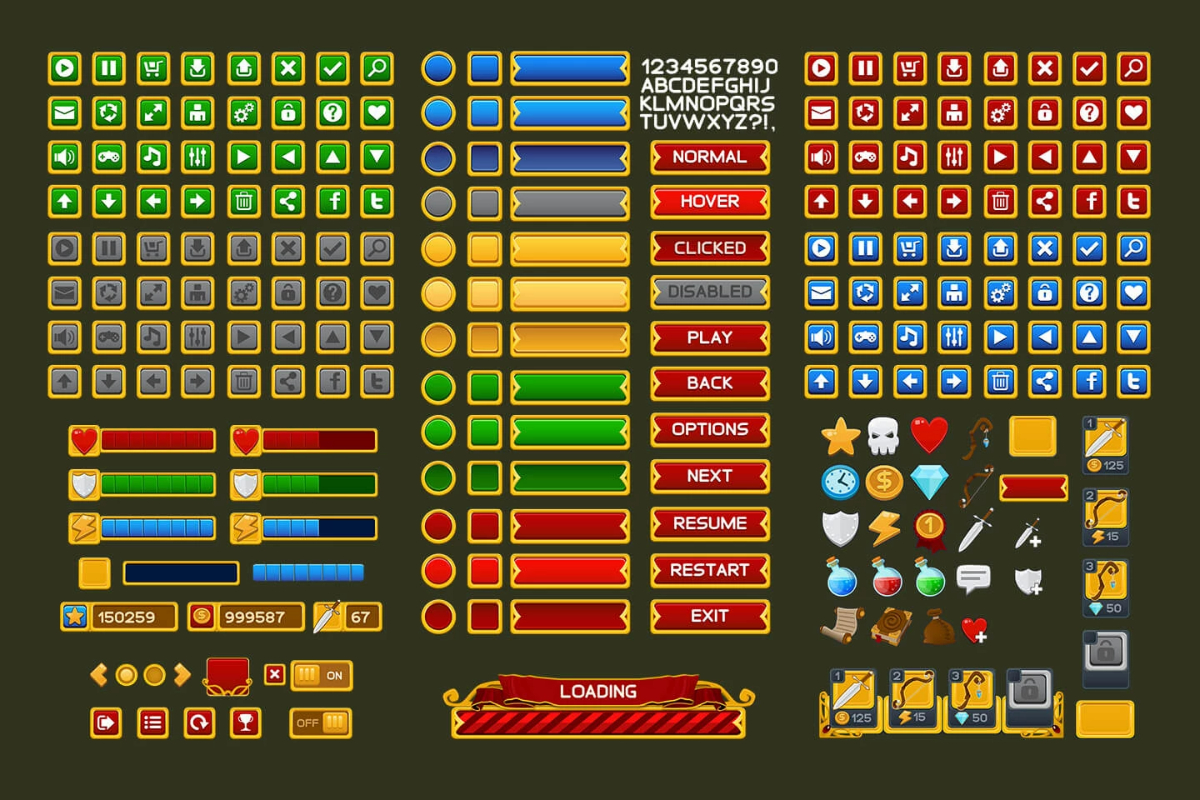 1234567890
ABCDEFGHIJ
KLMNOPQRS
TUVWXYZ?!,
NORMAL
HOVER
CLICKED
DISABLED
PLAY
BACK
OPTIONS
NEXT
RESUME
RESTART
EXIT
150259
999587
67
ON
OFF
LOADING
1
1
125
2
15
3
50
1
125
2
15
3
50